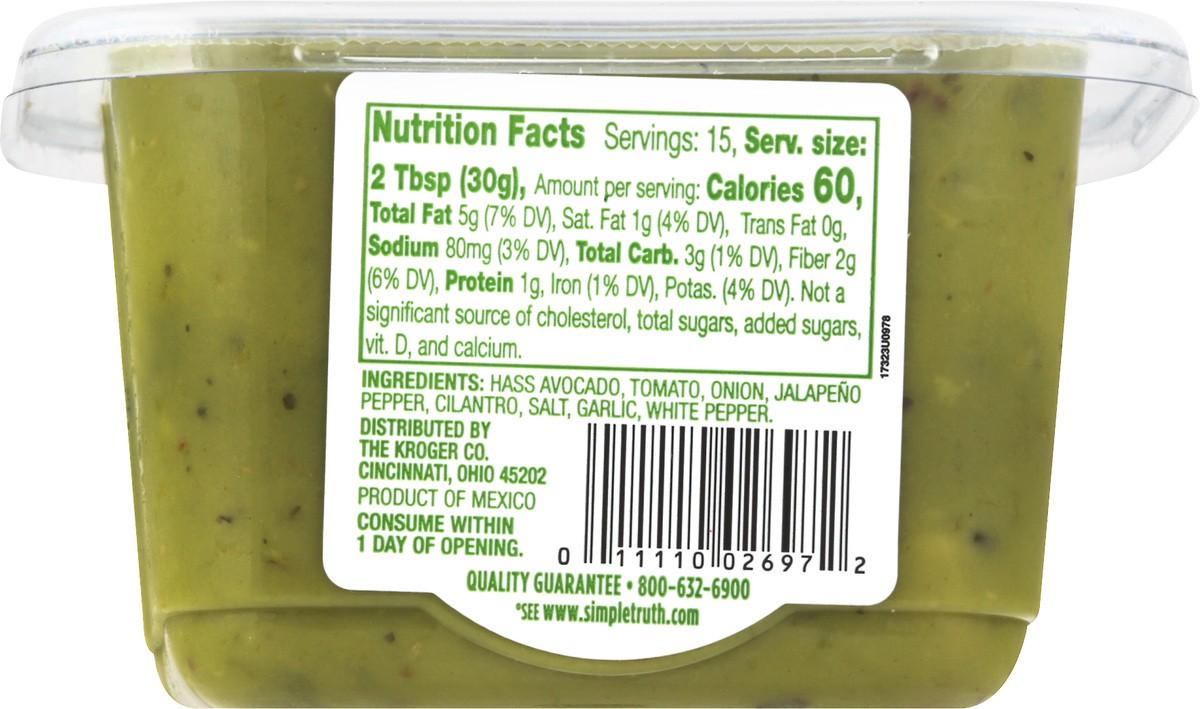 Nutrition Facts Servings: 15, Serv. size:
2 Tbsp (30g), Amount per serving: Calories 60,
Total Fat 5g (7% DV), Sat. Fat 1g (4% DV), Trans Fat 0g,
Sodium 80mg (3% DV), Total Carb. 3g (1% DV), Fiber 2g
(6% DV), Protein 1g, Iron (1% DV), Potas. (4% DV). Not a
significant source of cholesterol, total sugars, added sugars,
vit. D, and calcium.
17323U0978
INGREDIENTS: HASS AVOCADO, TOMATO, ONION, JALAPEÑO
PEPPER, CILANTRO, SALT, GARLIC, WHITE PEPPER.
DISTRIBUTED BY
THE KROGER CO.
CINCINNATI, OHIO 45202
PRODUCT OF MEXICO
CONSUME WITHIN
1 DAY OF OPENING.
0 11110 02697 2
QUALITY GUARANTEE • 800-632-6900
*SEE www.simpletruth.com